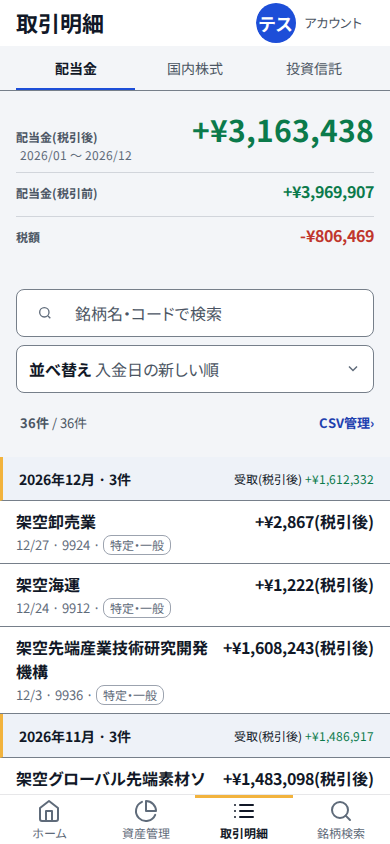 取引明細
テス アカウント
配当金 国内株式 投資信託
配当金(税引後) +¥3,163,438
2026/01 〜 2026/12
配当金(税引前) +¥3,969,907
税額 -¥806,469
銘柄名・コードで検索
並べ替え 入金日の新しい順
36件 / 36件 CSV管理›
2026年12月・3件 受取(税引後) +¥1,612,332
架空卸売業 +¥2,867(税引後)
12/27・9924・特定・一般
架空海運 +¥1,222(税引後)
12/24・9912・特定・一般
架空先端産業技術研究開発 +¥1,608,243(税引後)
機構
12/3・9936・特定・一般
2026年11月・3件 受取(税引後) +¥1,486,917
架空グローバル先端素材ソ +¥1,483,098(税引後)
ホーム 資産管理 取引明細 銘柄検索